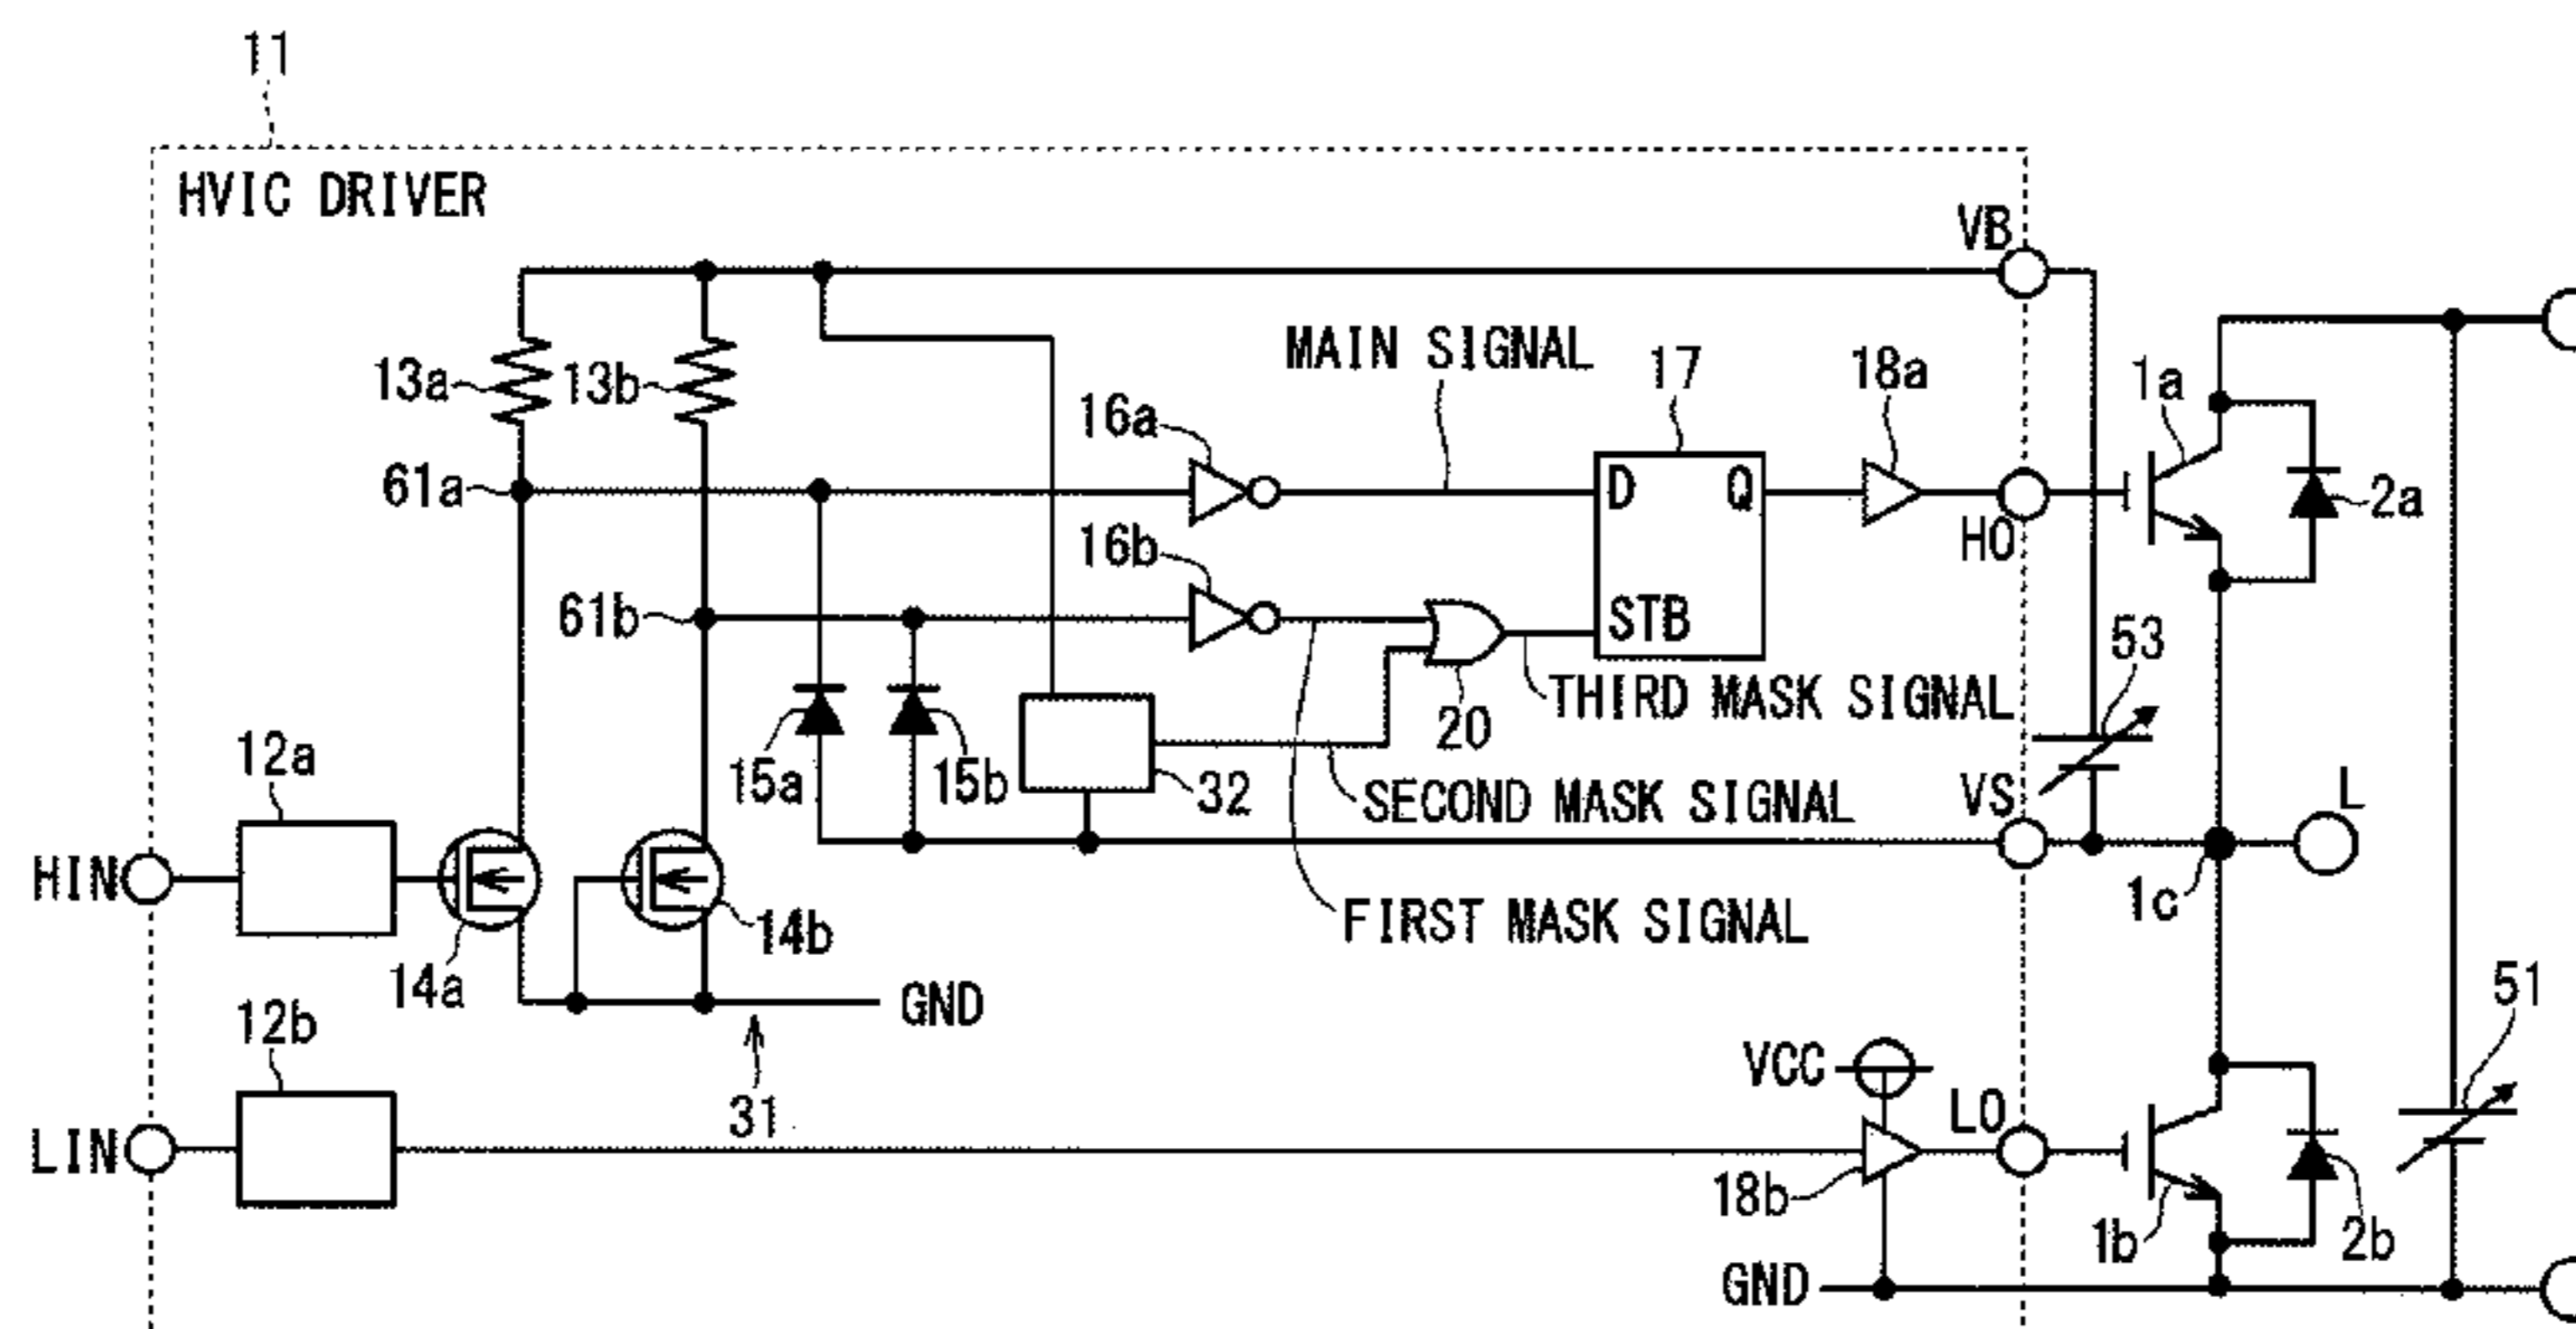 11
HVIC DRIVER
VB
MAIN SIGNAL
13a
13b
17
18a
1a
16a
61a
D
Q
2a
HO
16b
61b
STB
53
THIRD MASK SIGNAL
20
12a
15a
15b
32
SECOND MASK SIGNAL
VS
L
HIN
1c
FIRST MASK SIGNAL
14b
14a
GND
51
12b
VCC
31
LO
LIN
18b
1b
2b
GND